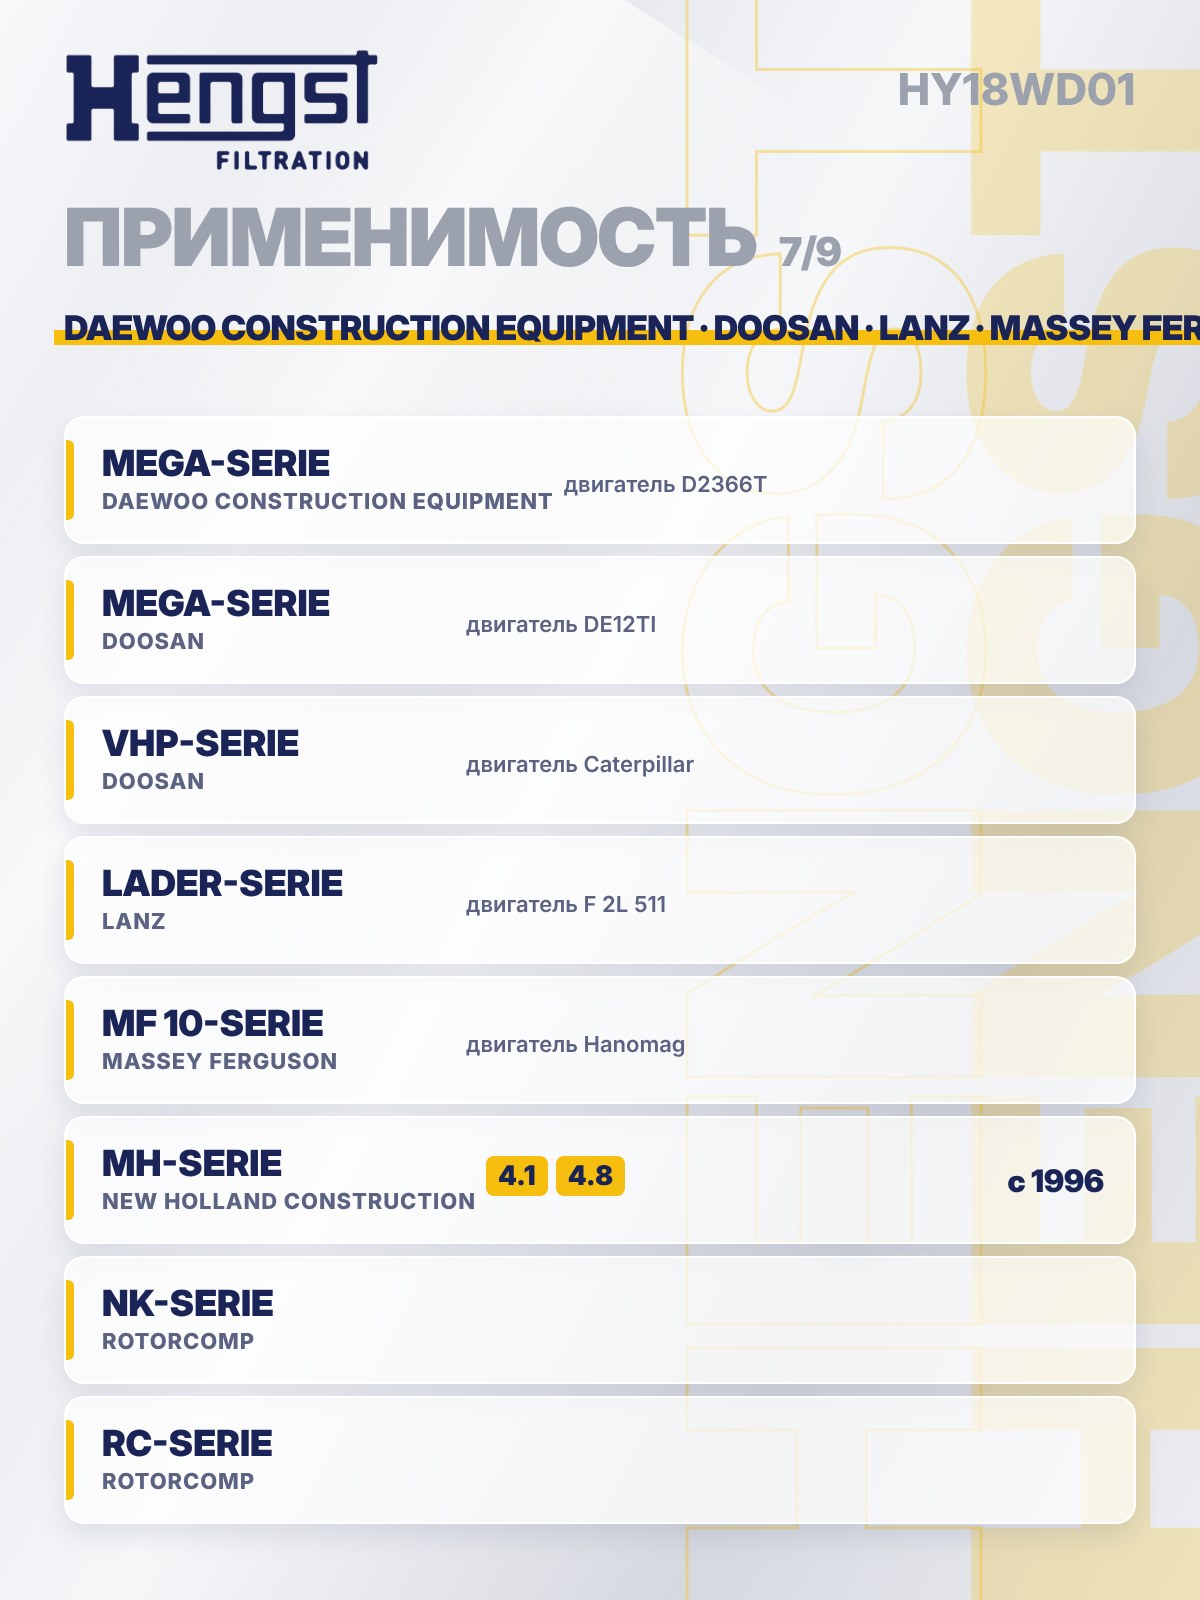 Hengst
FILTRATION
HY18WD01
ПРИМЕНИМОСТЬ 7/9
DAEWOO CONSTRUCTION EQUIPMENT · DOOSAN · LANZ · MASSEY FER
MEGA-SERIE
DAEWOO CONSTRUCTION EQUIPMENT
двигатель D2366T
MEGA-SERIE
DOOSAN
двигатель DE12TI
VHP-SERIE
DOOSAN
двигатель Caterpillar
LADER-SERIE
LANZ
двигатель F 2L 511
MF 10-SERIE
MASSEY FERGUSON
двигатель Hanomag
MH-SERIE
NEW HOLLAND CONSTRUCTION
4.1 4.8
с 1996
NK-SERIE
ROTORCOMP
RC-SERIE
ROTORCOMP
HENGST
HENGST